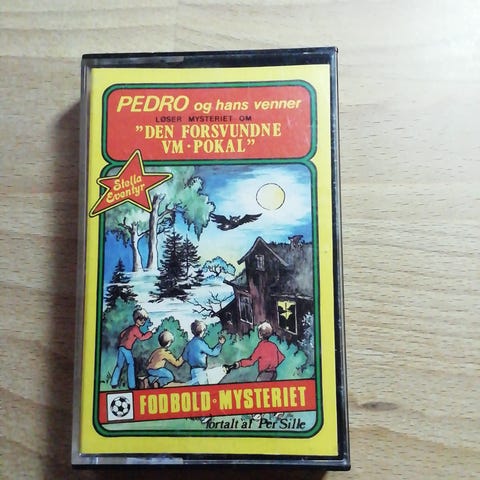 PEDRO og hans venner
LØSER MYSTERIET OM
"DEN FORSVUNDNE
VM-POKAL"
Stella
Eventyr
FODBOLD-MYSTERIET
fortalt af Per Sille